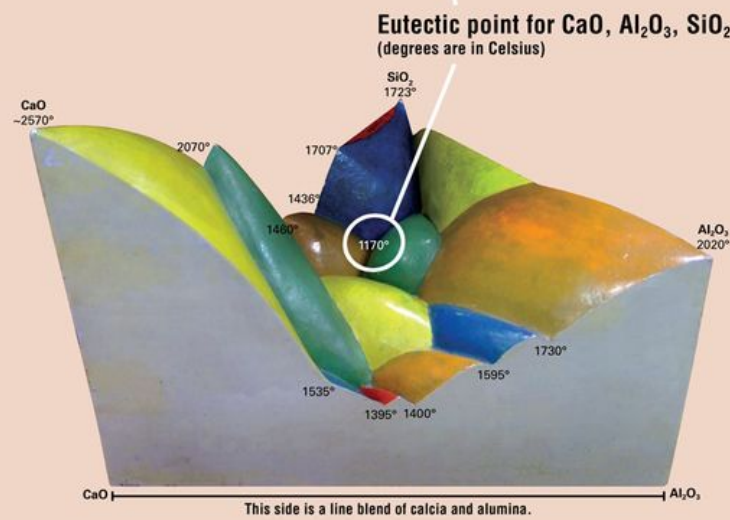 Eutectic point for CaO, Al₂O₃, SiO₂
(degrees are in Celsius)
SiO₂
1723°
CaO
~2570°
2070°
1707°
1436°
1460°
1170°
Al₂O₃
2020°
1730°
1595°
1535°
1395° 1400°
CaO
Al₂O₃
This side is a line blend of calcia and alumina.